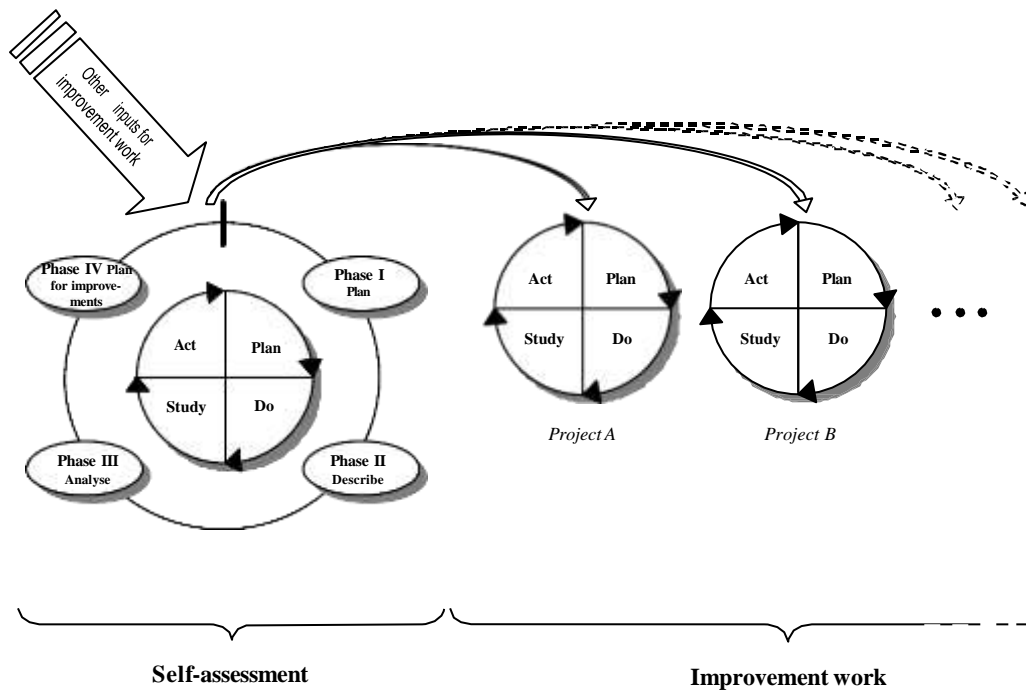 Other inputs for
improvement work
Phase IV Plan
for improve-
ments
Phase I
Plan
Act
Plan
Study
Do
Phase III
Analyse
Phase II
Describe
Act
Plan
Study
Do
Project A
Act
Plan
Study
Do
Project B
• • •
Self-assessment
Improvement work